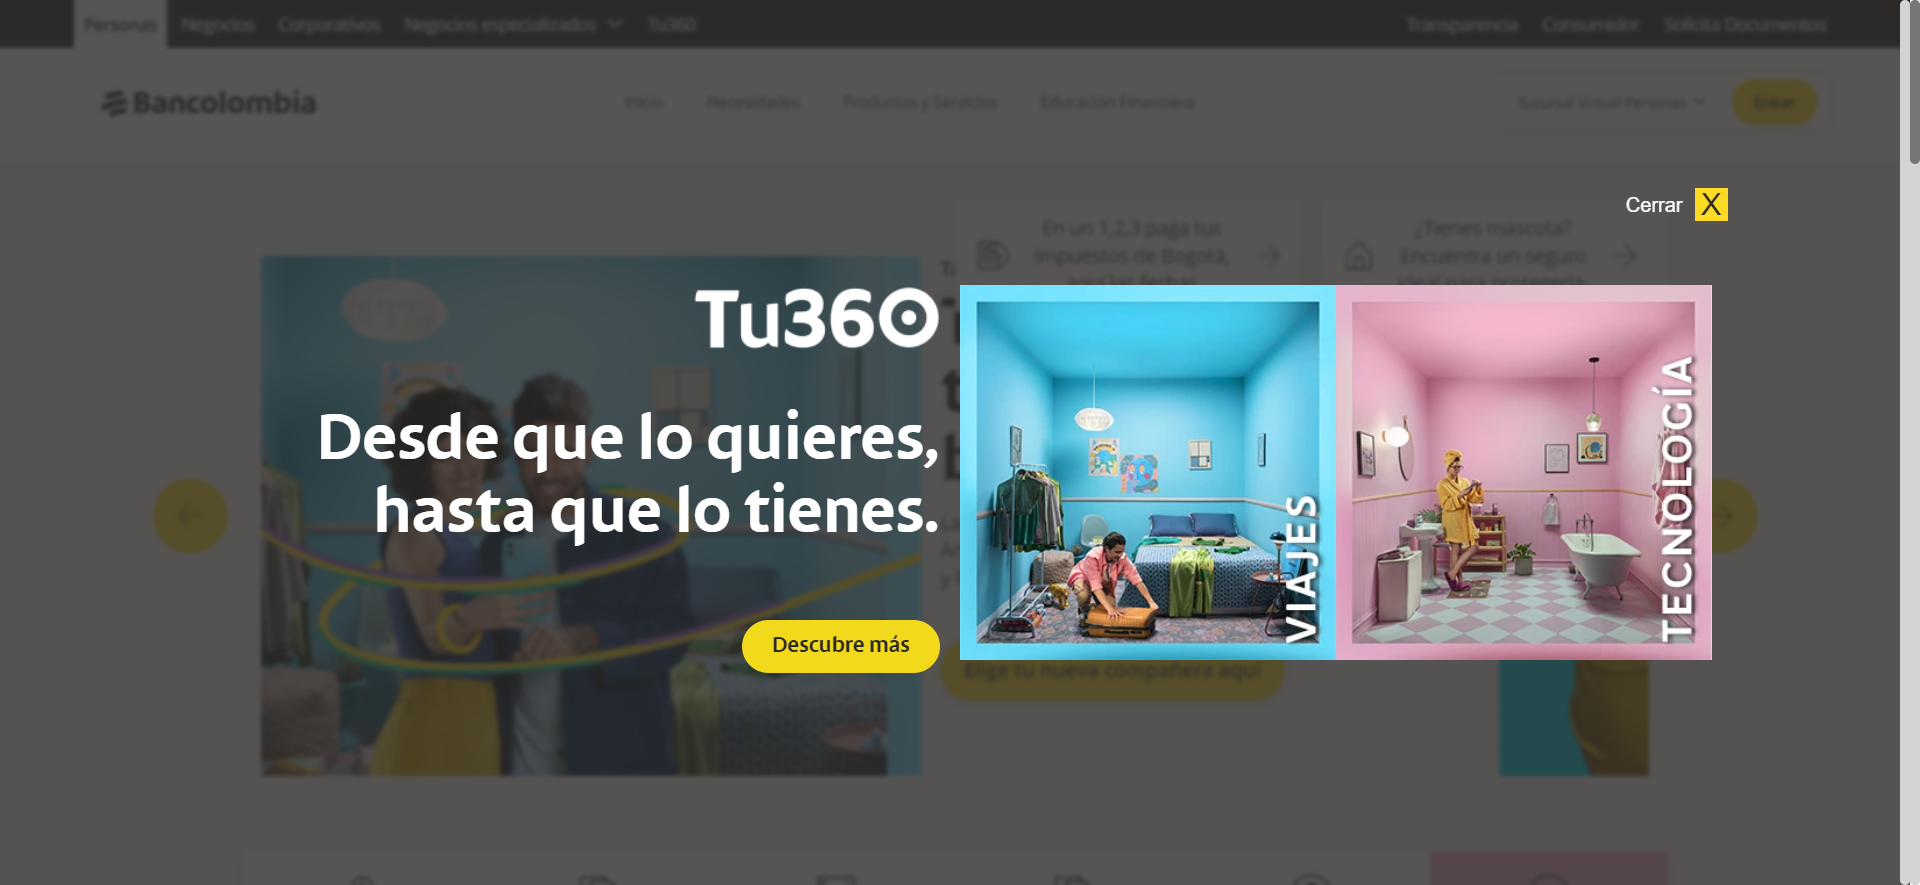 Personas Negocios Corporativos Negocios especializados Tu360 Transparencia Consumidor Solicita Documentos
Bancolombia Inicio Necesidades Productos y Servicios Educación Financiera Sucursal Virtual Personas Entrar
Cerrar X
En un 1,2,3 paga tus
impuestos de Bogotá,
aquí las fechas
¿Tienes mascota?
Encuentra un seguro
ideal para protegerla
Tu360
Desde que lo quieres,
hasta que lo tienes.
Descubre más
VIAJES
TECNOLOGÍA
Elige tu nueva compañera aquí